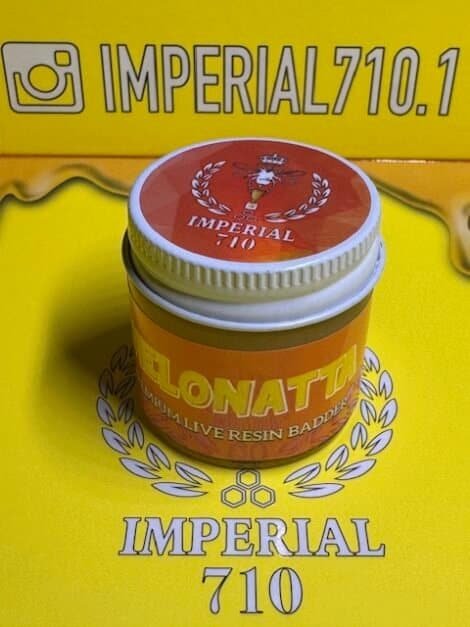 IMPERIAL710.1
IMPERIAL
710
ELONATTA
MIUM LIVE RESIN BADDER
IMPERIAL
710